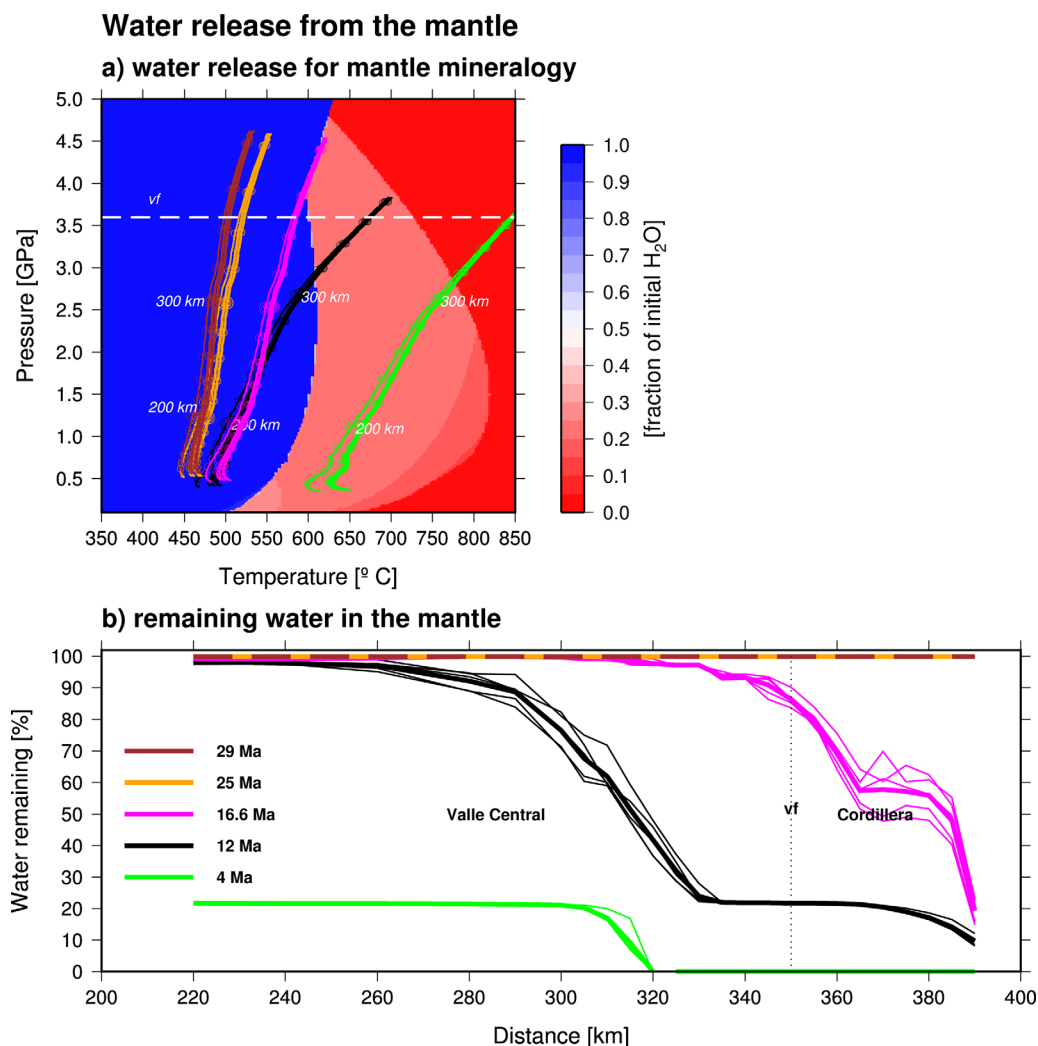 Water release from the mantle
a) water release for mantle mineralogy
5.0
4.5
4.0
3.5
3.0
2.5
2.0
1.5
1.0
0.5
Pressure [GPa]
vf
300 km
300 km
300 km
200 km
200 km
200 km
350 400 450 500 550 600 650 700 750 800 850
Temperature [º C]
1.0
0.9
0.8
0.7
0.6
0.5
0.4
0.3
0.2
0.1
0.0
[fraction of initial H2O]
b) remaining water in the mantle
100
90
80
70
60
50
40
30
20
10
0
Water remaining [%]
29 Ma
25 Ma
16.6 Ma
12 Ma
4 Ma
Valle Central
vf
Cordillera
200 220 240 260 280 300 320 340 360 380 400
Distance [km]